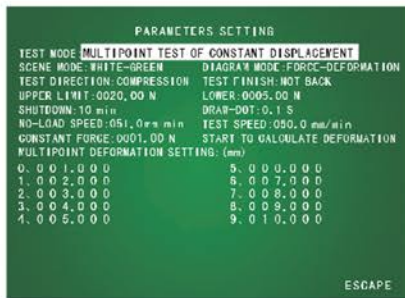 PARAMETERS SETTING
TEST MODE: MULTIPOINT TEST OF CONSTANT DISPLACEMENT
SCENE MODE: WHITE-GREEN DIAGRAM MODE: FORCE-DEFORMATION
TEST DIRECTION: COMPRESSION TEST FINISH: NOT BACK
UPPER LIMIT: 0020.00 N LOWER: 0005.00 N
SHUTDOWN: 10 min DRAW-DOT: 0.1 S
NO-LOAD SPEED: 051.0mm min TEST SPEED: 050.0 mm/min
CONSTANT FORCE: 0001.00 N START TO CALCULATE DEFORMATION
MULTIPOINT DEFORMATION SETTING: (mm)
0、001.000 5、000.000
1、002.000 6、007.000
2、003.000 7、008.000
3、004.000 8、009.000
4、005.000 9、010.000
ESCAPE